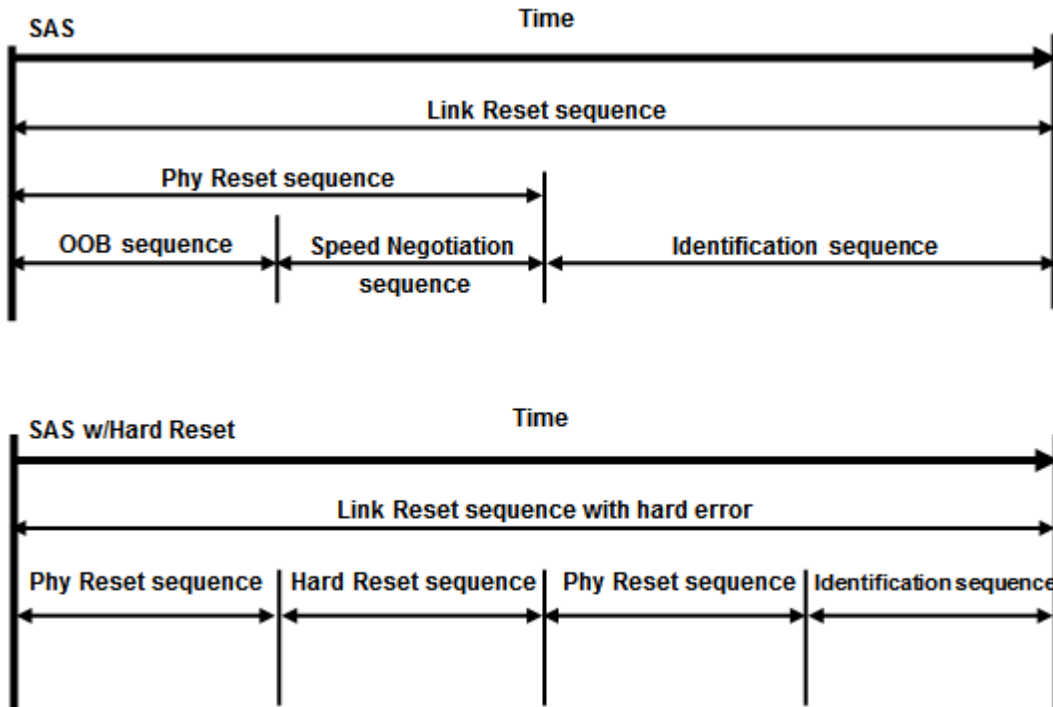 SAS
Time
Link Reset sequence
Phy Reset sequence
OOB sequence
Speed Negotiation
sequence
Identification sequence
SAS w/Hard Reset
Time
Link Reset sequence with hard error
Phy Reset sequence
Hard Reset sequence
Phy Reset sequence
Identification sequence